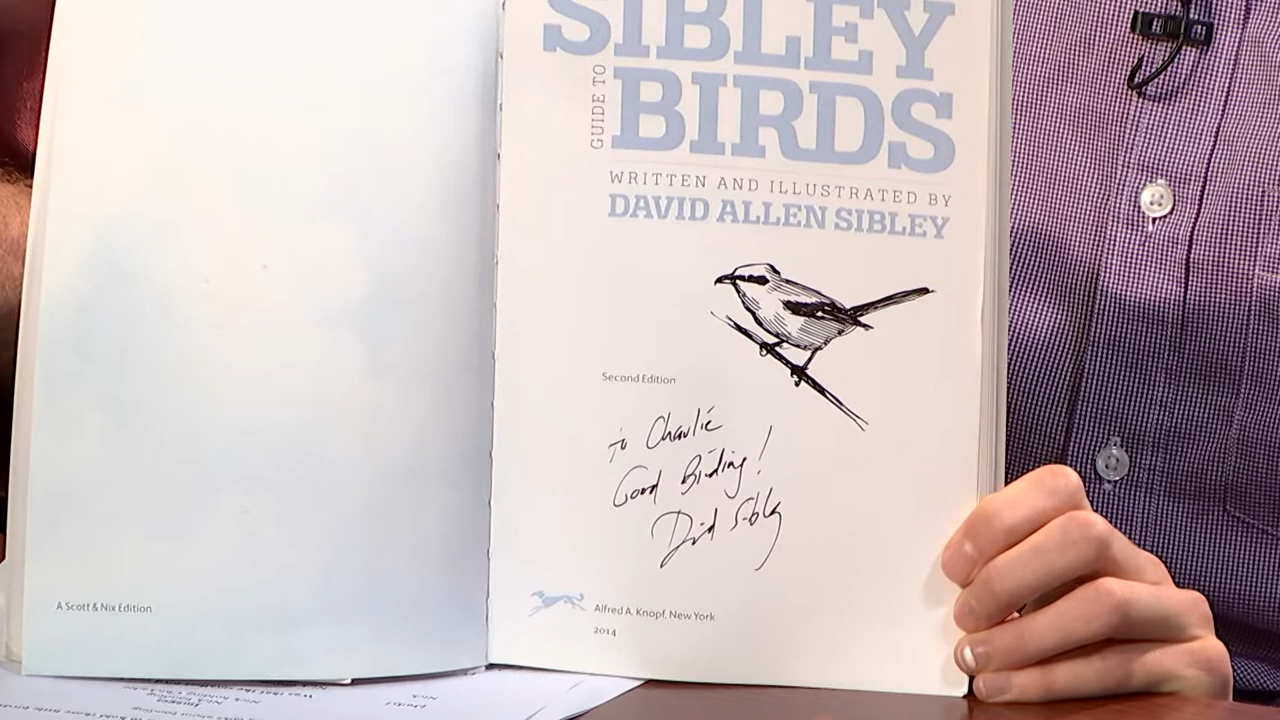 SIBLEY
GUIDE TO
BIRDS
WRITTEN AND ILLUSTRATED BY
DAVID ALLEN SIBLEY
Second Edition
To Charlie
Good Birding!
David Sibley
A Scott & Nix Edition
Alfred A. Knopf, New York
2014